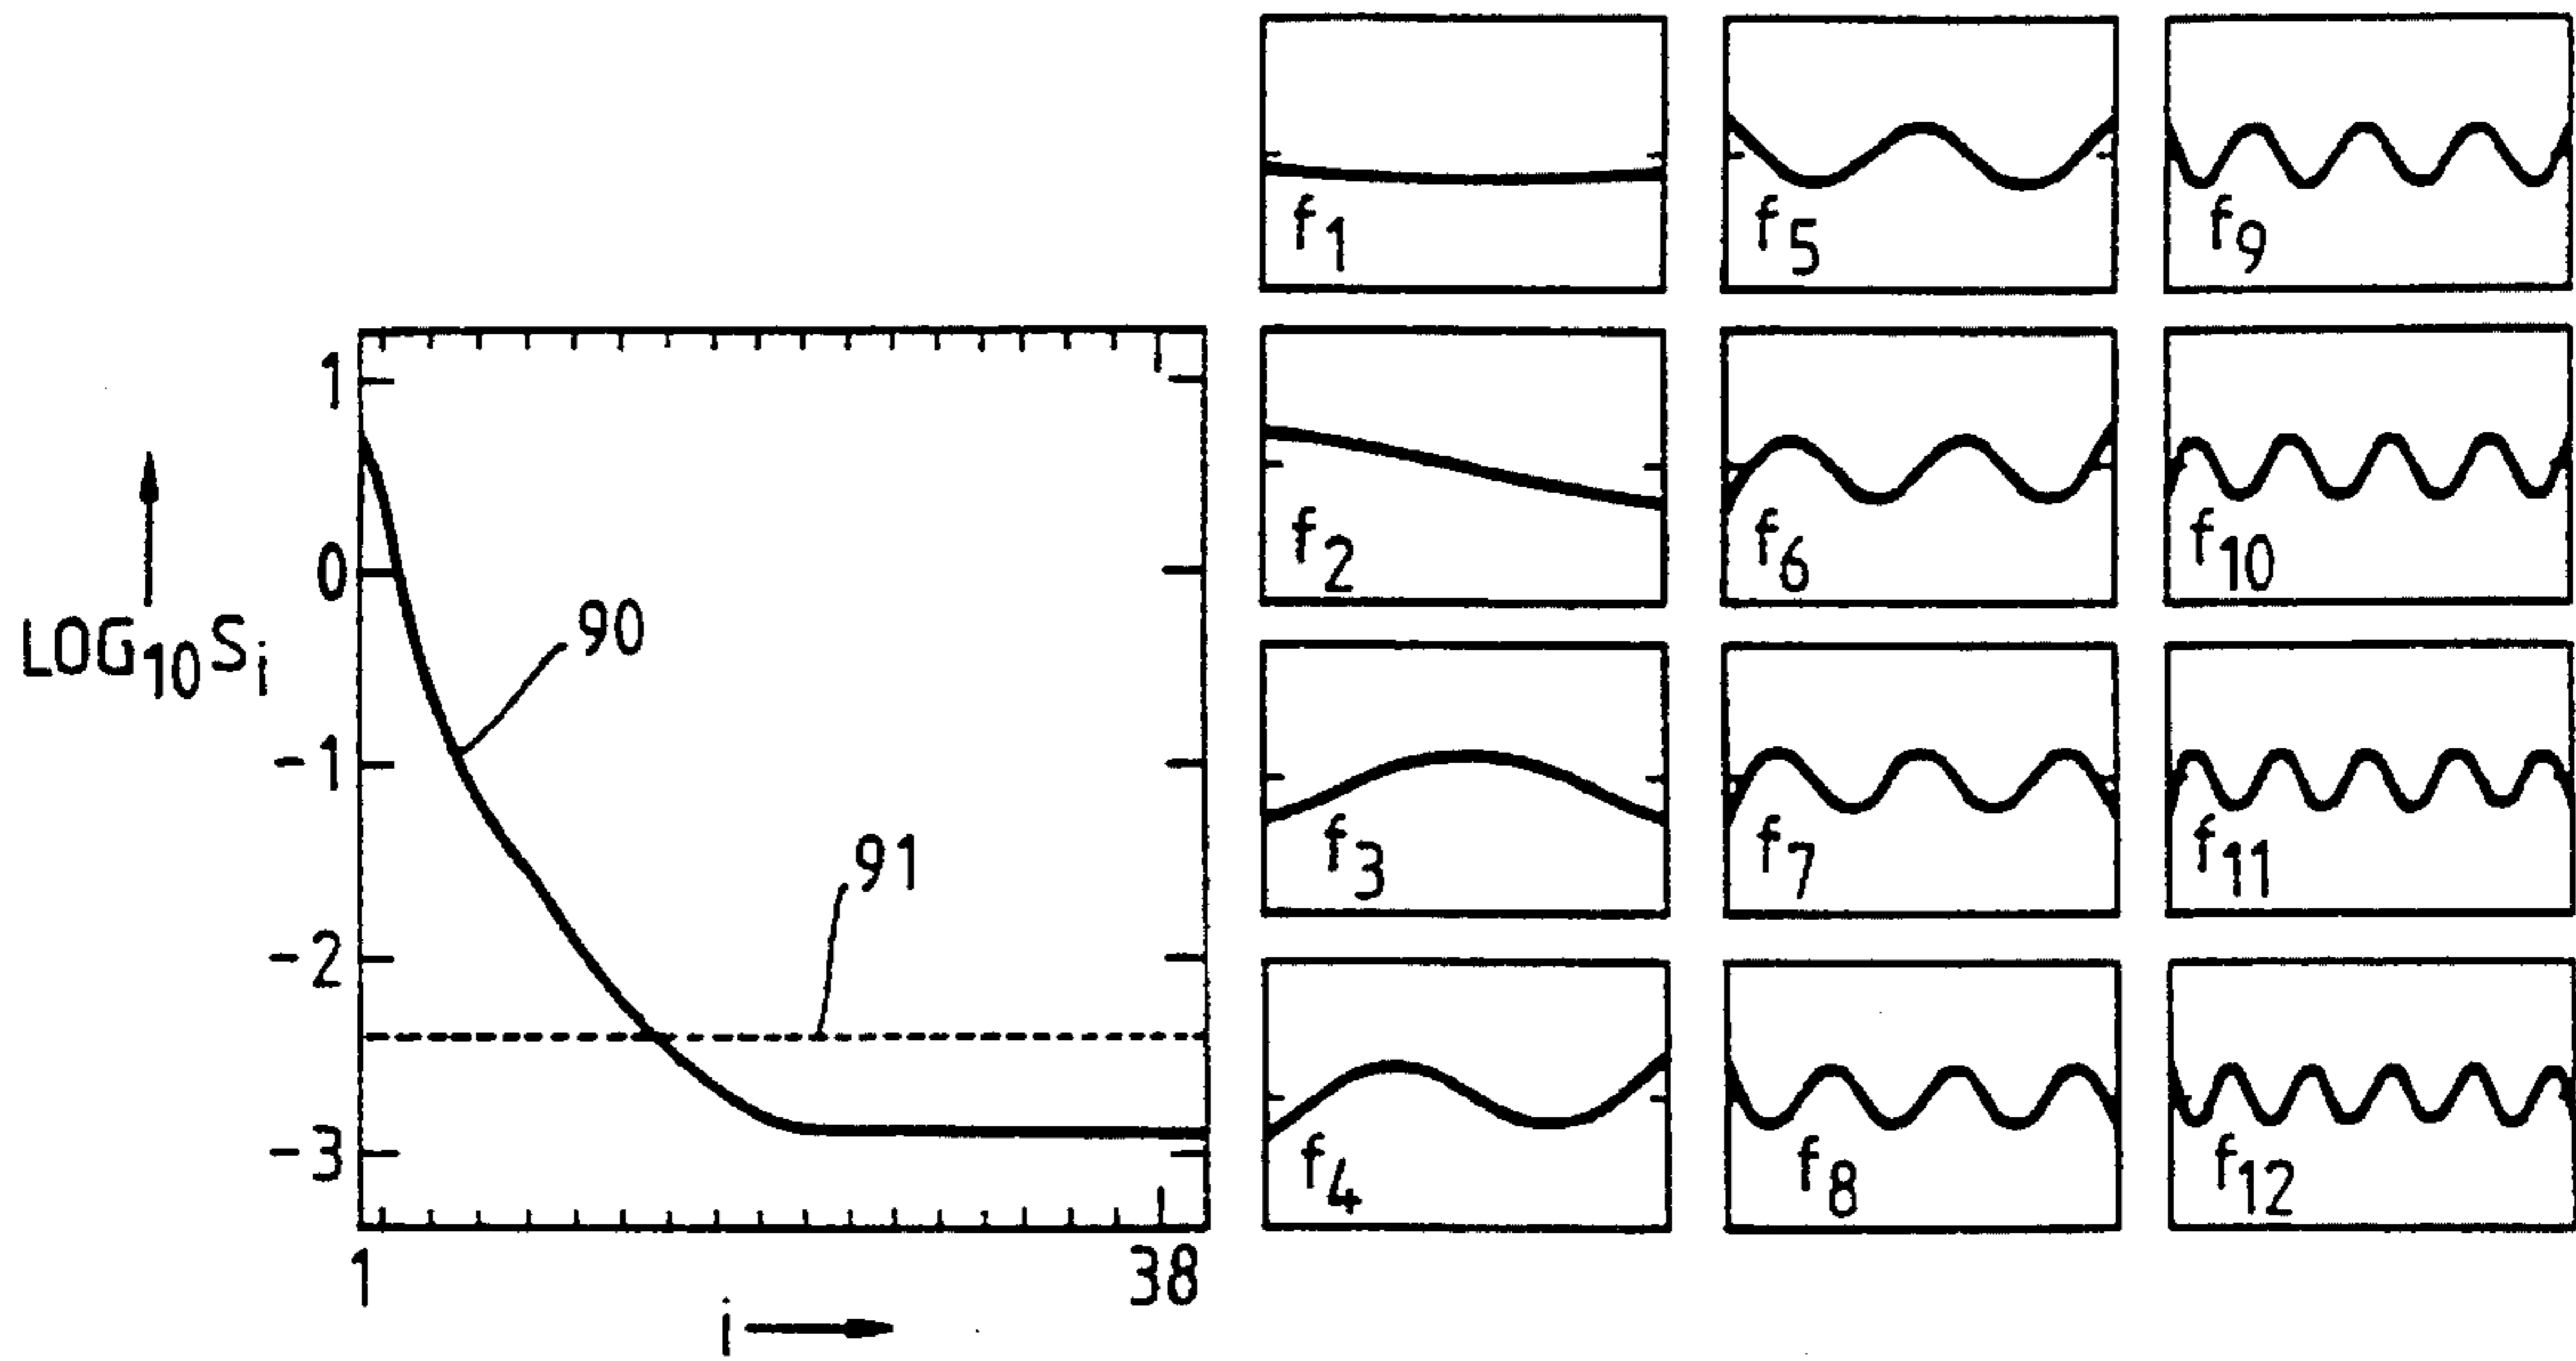 1
0
-1
-2
-3
LOG₁₀Sᵢ
90
91
1
38
i
f₁
f₂
f₃
f₄
f₅
f₆
f₇
f₈
f₉
f₁₀
f₁₁
f₁₂